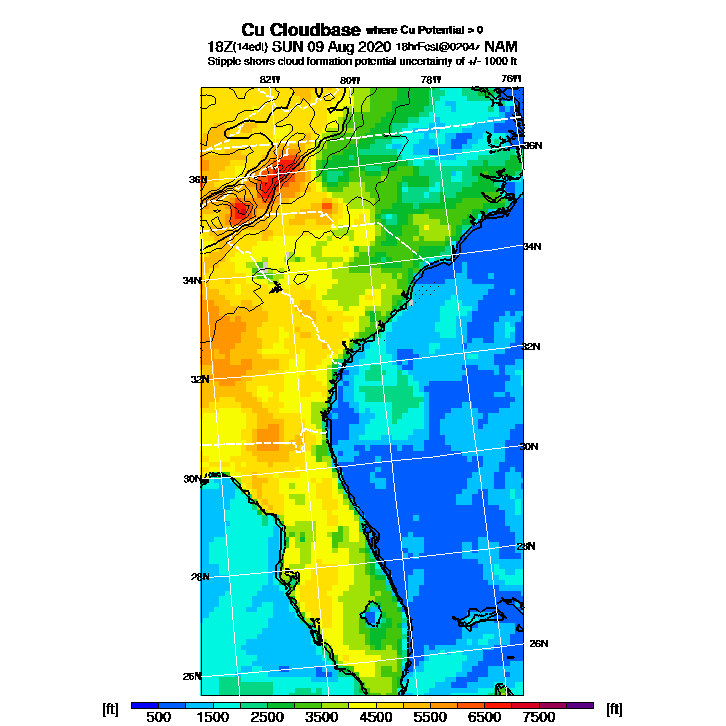 Cu Cloudbase where Cu Potential > 0
18Z(14edt) SUN 09 Aug 2020 18hrFcst@0204z NAM
Stipple shows cloud formation potential uncertainty of +/- 1000 ft
82W 80W 78W 76W
36N
36N
34N
34N
32N
32N
30N
30N
28N
28N
26N
26N
[ft] 500 1500 2500 3500 4500 5500 6500 7500 [ft]